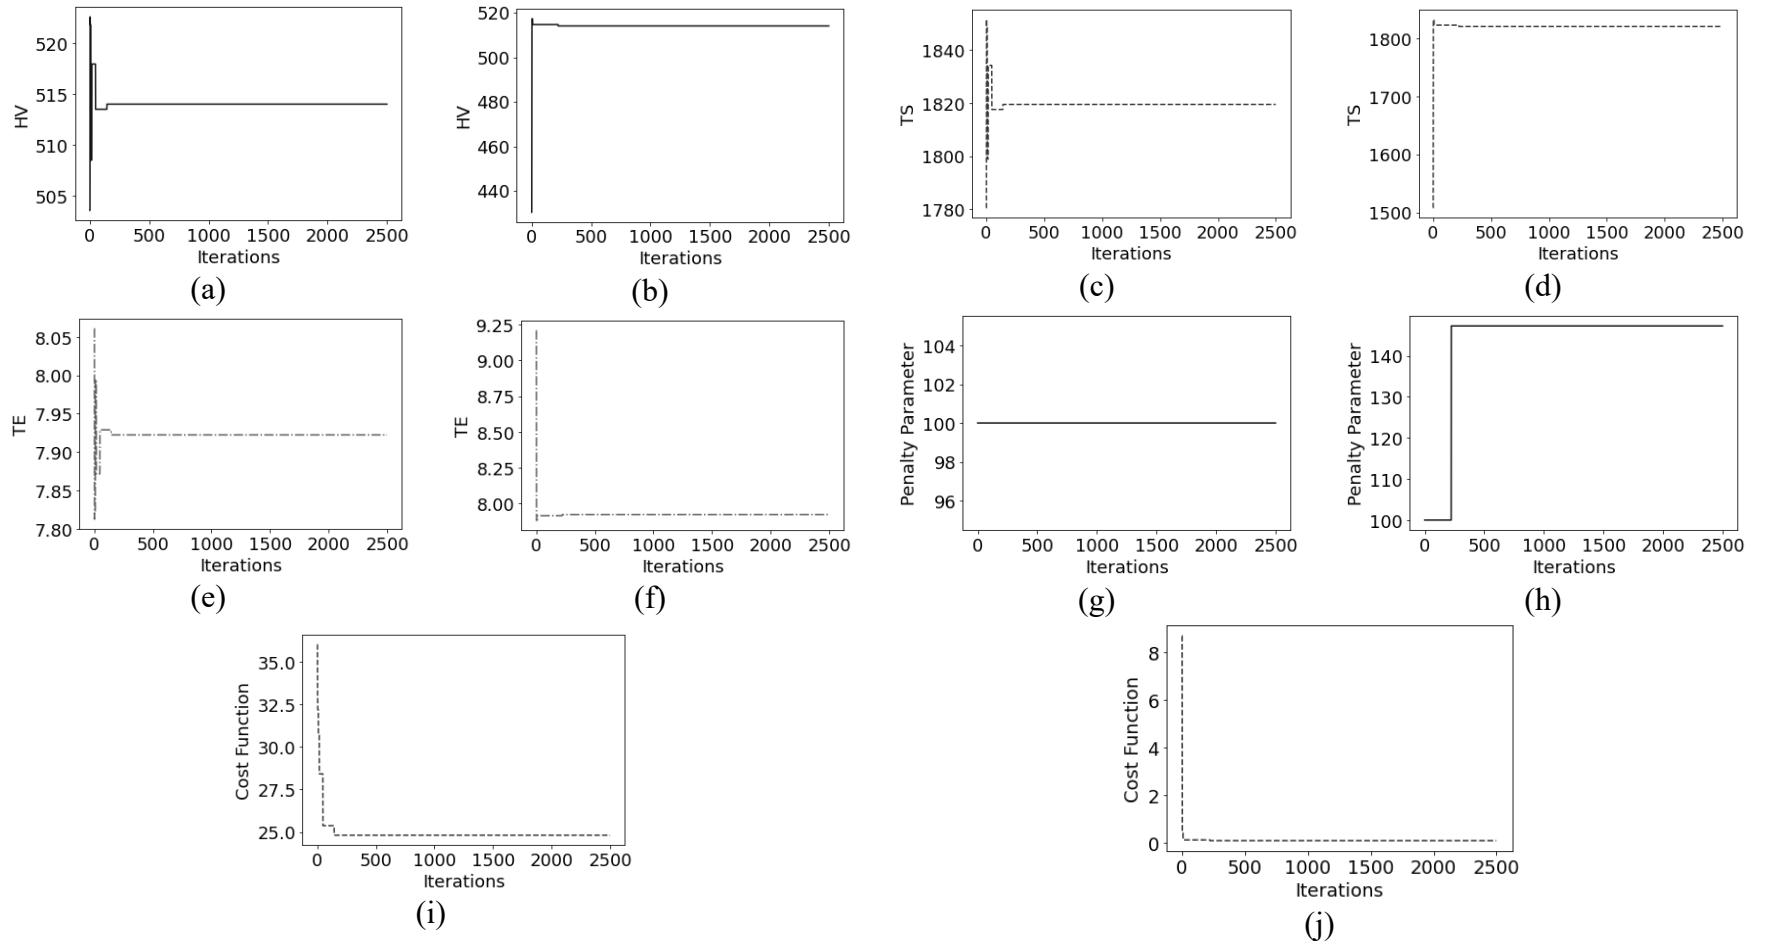 HV
520
515
510
505
0 500 1000 1500 2000 2500
Iterations
(a)
HV
520
500
480
460
440
0 500 1000 1500 2000 2500
Iterations
(b)
TS
1840
1820
1800
1780
0 500 1000 1500 2000 2500
Iterations
(c)
TS
1800
1700
1600
1500
0 500 1000 1500 2000 2500
Iterations
(d)
TE
8.05
8.00
7.95
7.90
7.85
7.80
0 500 1000 1500 2000 2500
Iterations
(e)
TE
9.25
9.00
8.75
8.50
8.25
8.00
0 500 1000 1500 2000 2500
Iterations
(f)
Penalty Parameter
104
102
100
98
96
0 500 1000 1500 2000 2500
Iterations
(g)
Penalty Parameter
140
130
120
110
100
0 500 1000 1500 2000 2500
Iterations
(h)
Cost Function
35.0
32.5
30.0
27.5
25.0
0 500 1000 1500 2000 2500
Iterations
(i)
Cost Function
8
6
4
2
0
0 500 1000 1500 2000 2500
Iterations
(j)